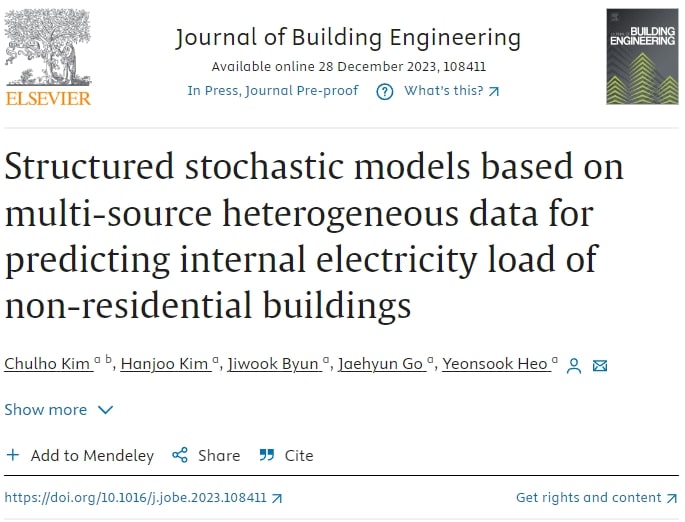 ELSEVIER
Journal of Building Engineering
Available online 28 December 2023, 108411
In Press, Journal Pre-proof ? What's this?
BUILDING
ENGINEERING
Structured stochastic models based on
multi-source heterogeneous data for
predicting internal electricity load of
non-residential buildings
Chulho Kim a b, Hanjoo Kim a, Jiwook Byun a, Jaehyun Go a, Yeonsook Heo a
Show more
Add to Mendeley Share Cite
https://doi.org/10.1016/j.jobe.2023.108411 Get rights and content